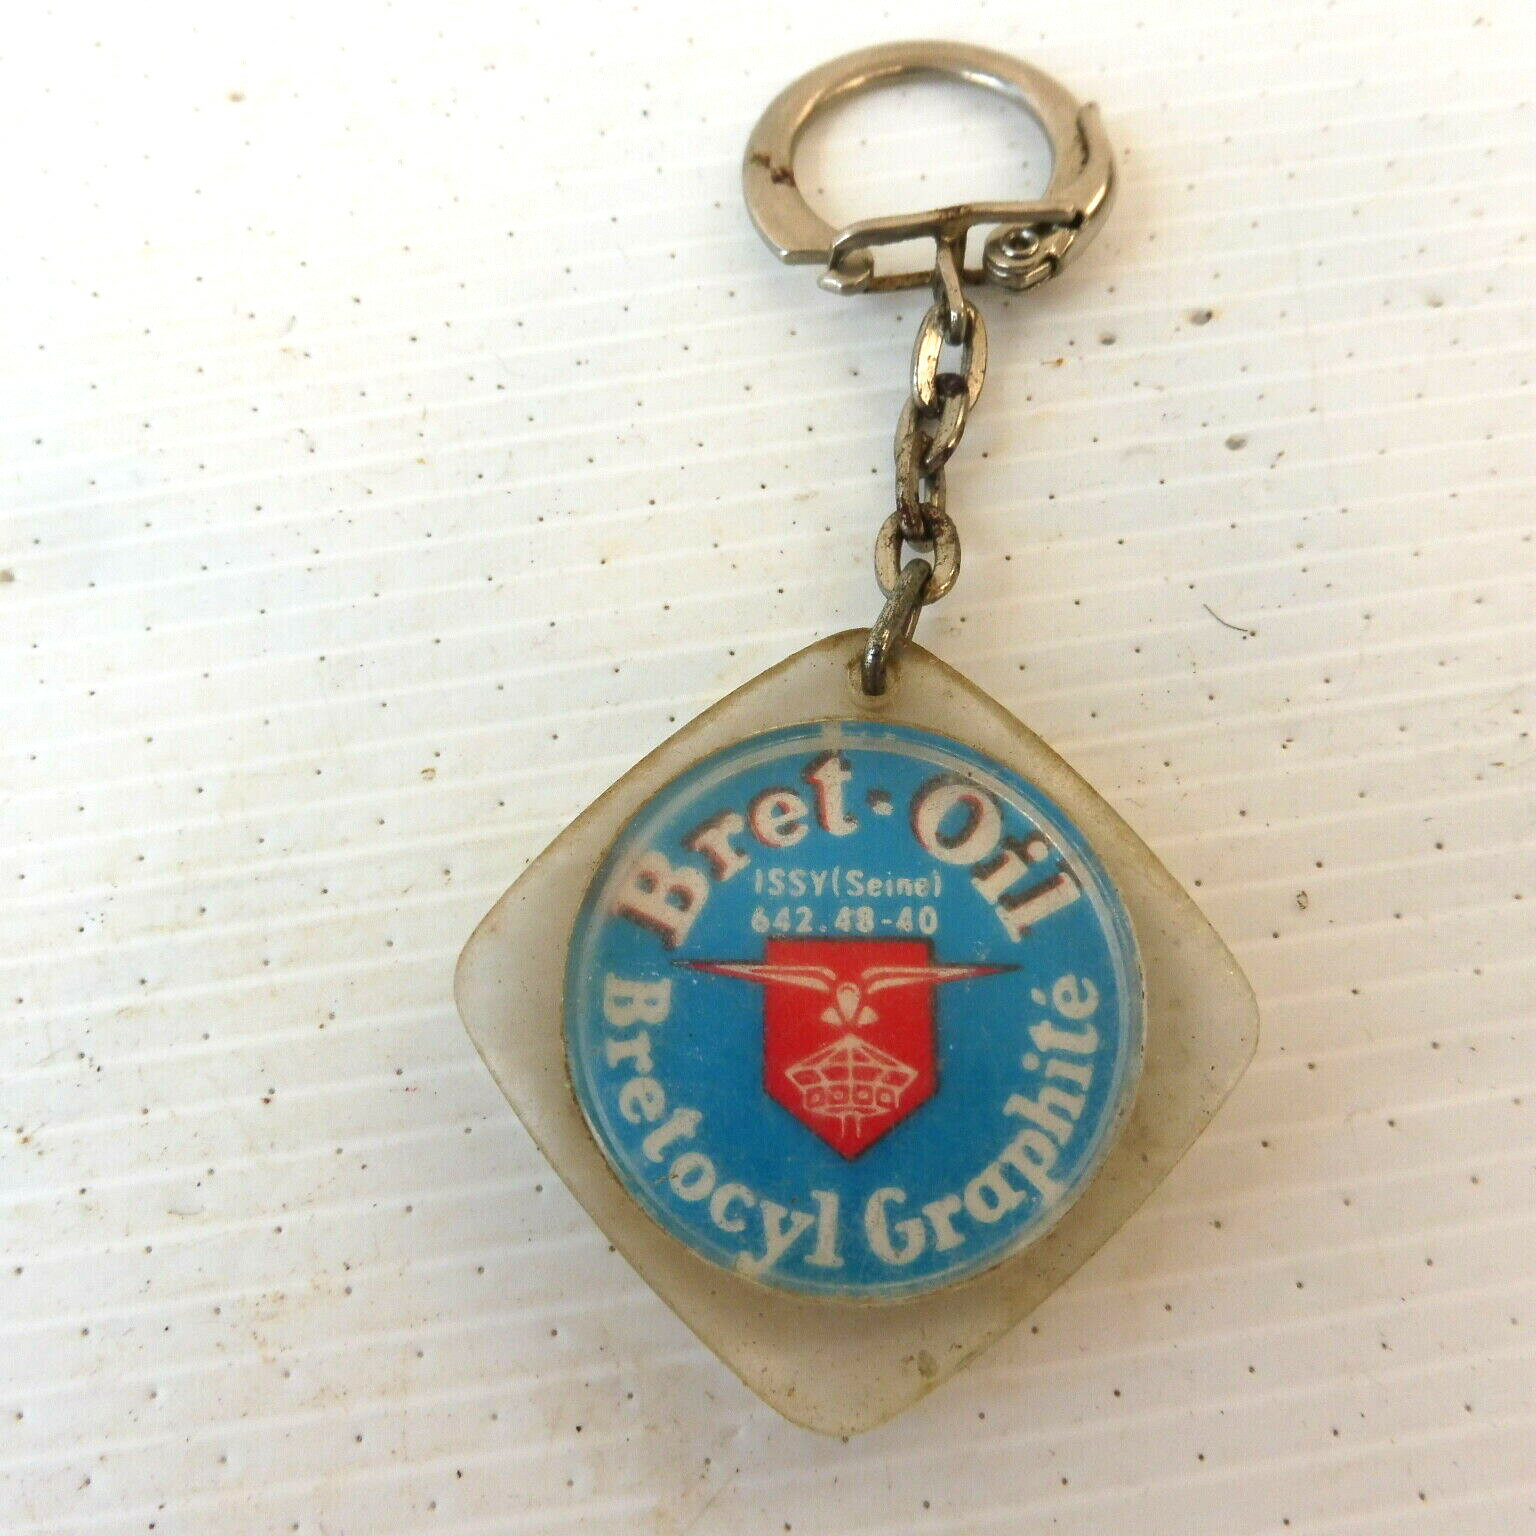 Bret-Oil
ISSY (Seine)
642.48-40
Bretocyl Graphité